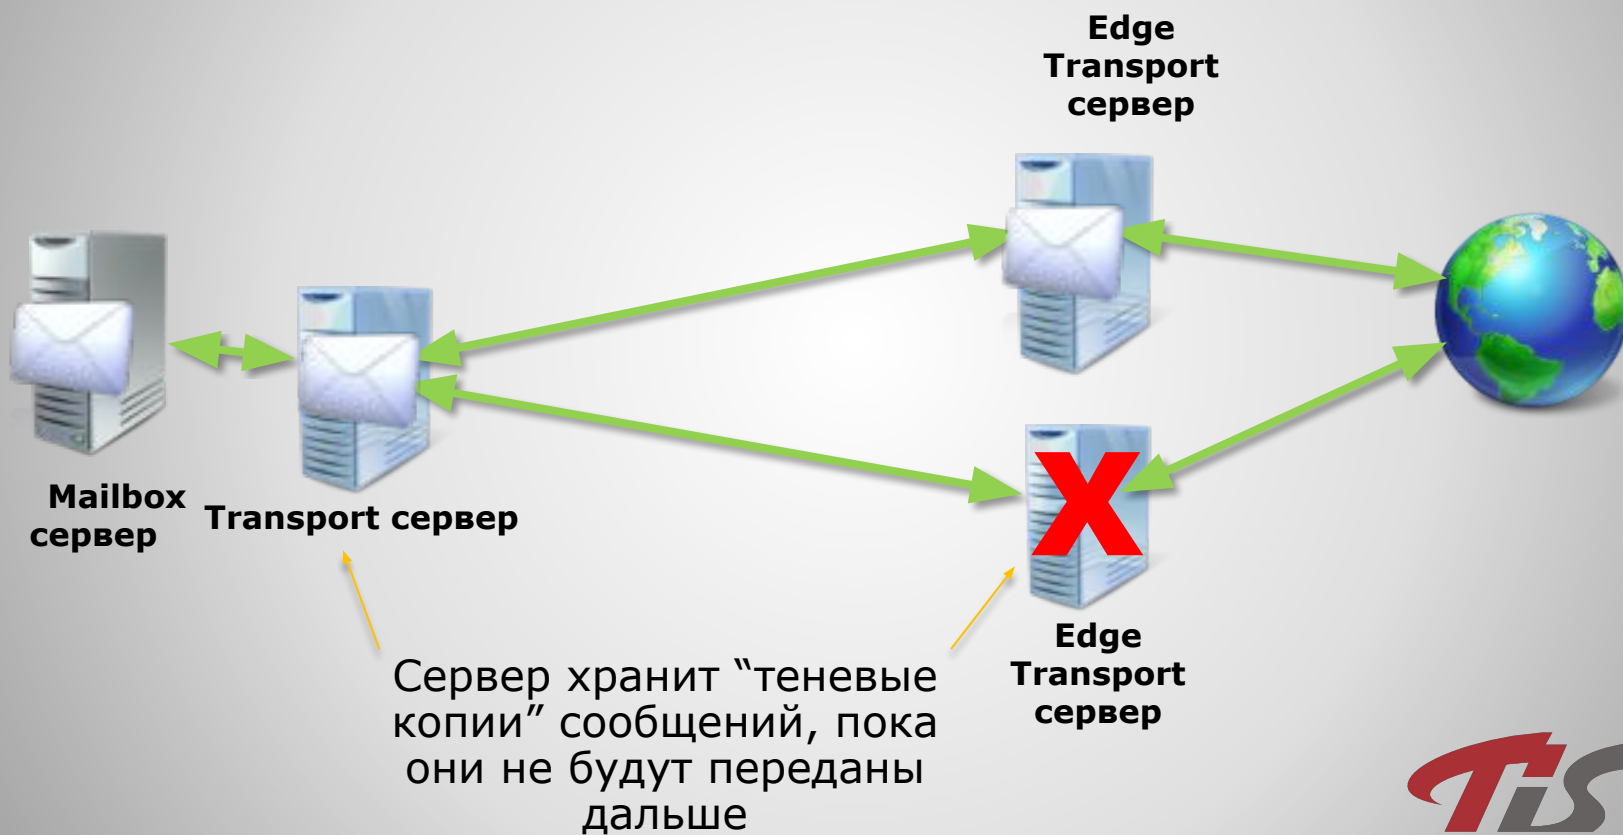 Edge
Transport
сервер
Mailbox
сервер
Transport сервер
X
Edge
Transport
сервер
Сервер хранит “теневые
копии” сообщений, пока
они не будут переданы
дальше
TiS